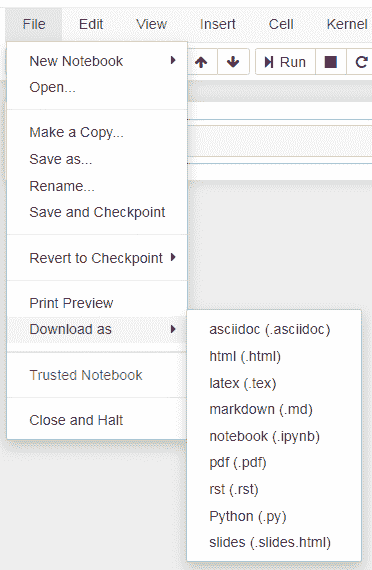 File Edit View Insert Cell Kernel
Run
New Notebook
Open...
Make a Copy...
Save as...
Rename...
Save and Checkpoint
Revert to Checkpoint
Print Preview
Download as
Trusted Notebook
Close and Halt
asciidoc (.asciidoc)
html (.html)
latex (.tex)
markdown (.md)
notebook (.ipynb)
pdf (.pdf)
rst (.rst)
Python (.py)
slides (.slides.html)